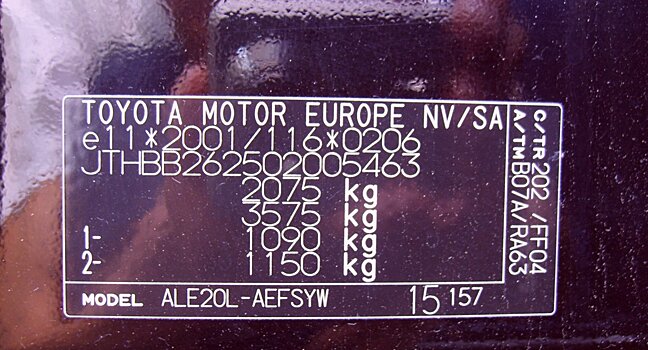 TOYOTA MOTOR EUROPE NV/SA
e11*2001/116*0206
JTHBB262502005463
2075 kg
3575 kg
1- 1090 kg
2- 1150 kg
MODEL ALE20L-AEFSYW 15 157
C/TR 202 /FF04
A/TM B07A/RA63